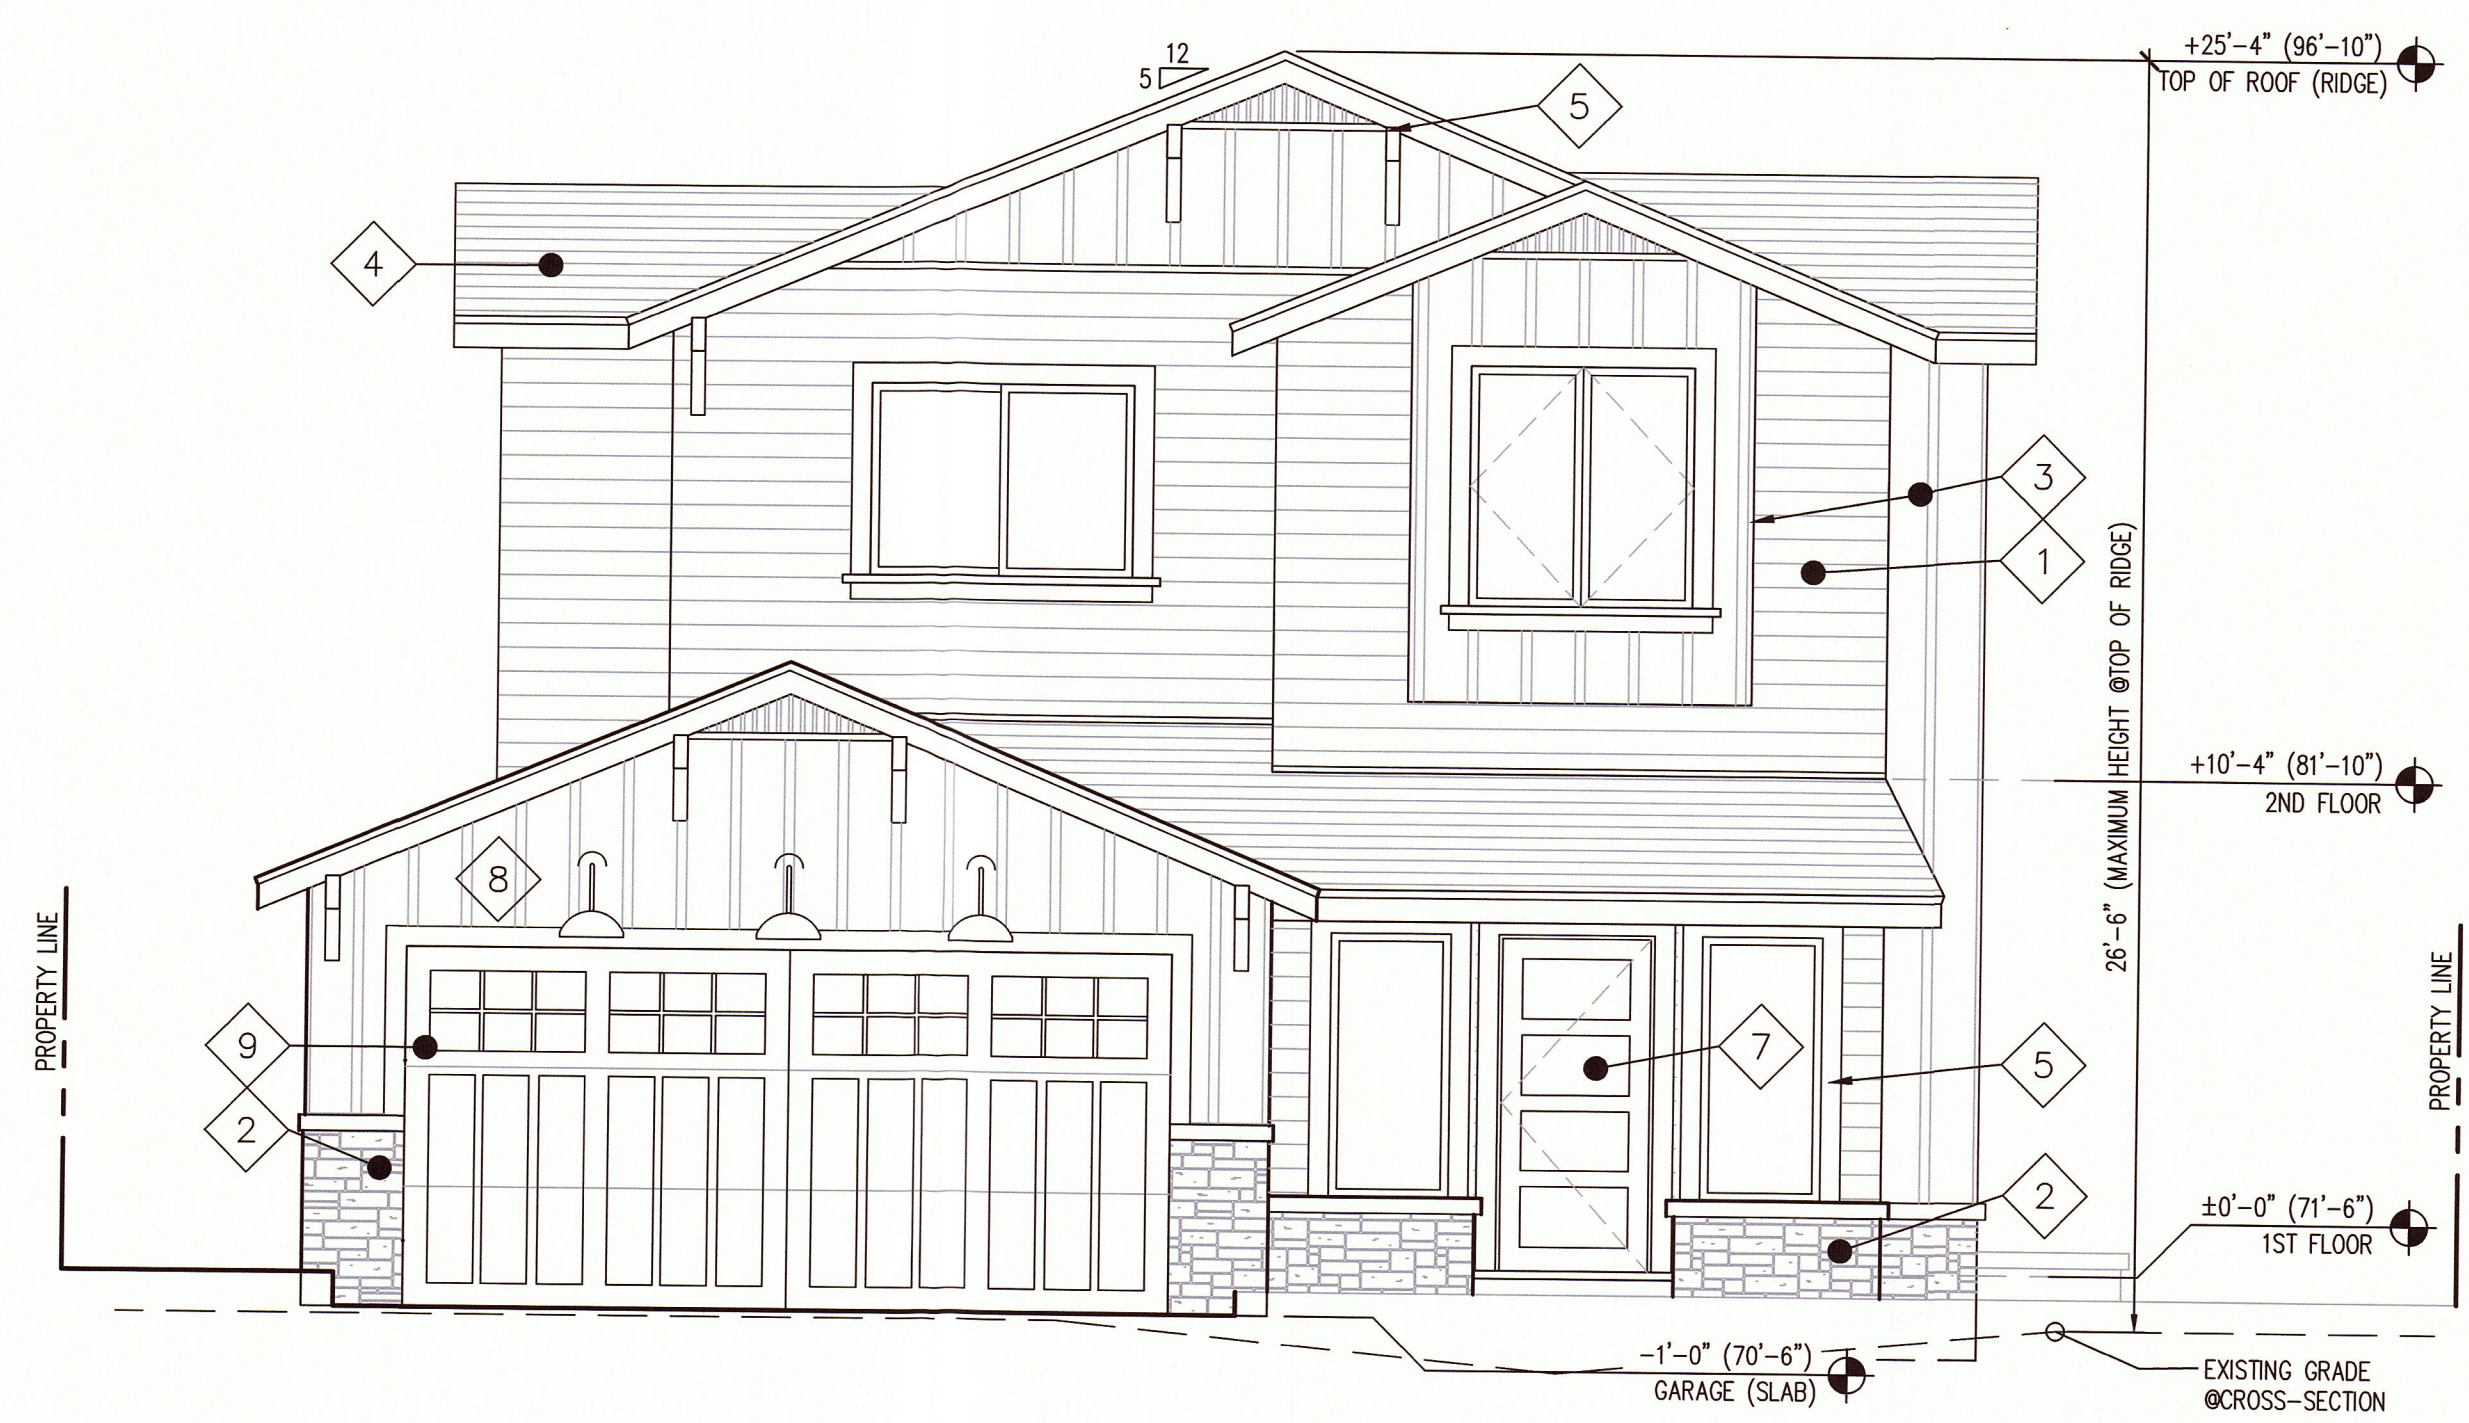 12
5
+25'-4" (96'-10")
TOP OF ROOF (RIDGE)
5
4
3
1
26'-6" (MAXIMUM HEIGHT @TOP OF RIDGE)
+10'-4" (81'-10")
2ND FLOOR
8
PROPERTY LINE
PROPERTY LINE
9
7
5
2
2
±0'-0" (71'-6")
1ST FLOOR
-1'-0" (70'-6")
GARAGE (SLAB)
EXISTING GRADE
@CROSS-SECTION